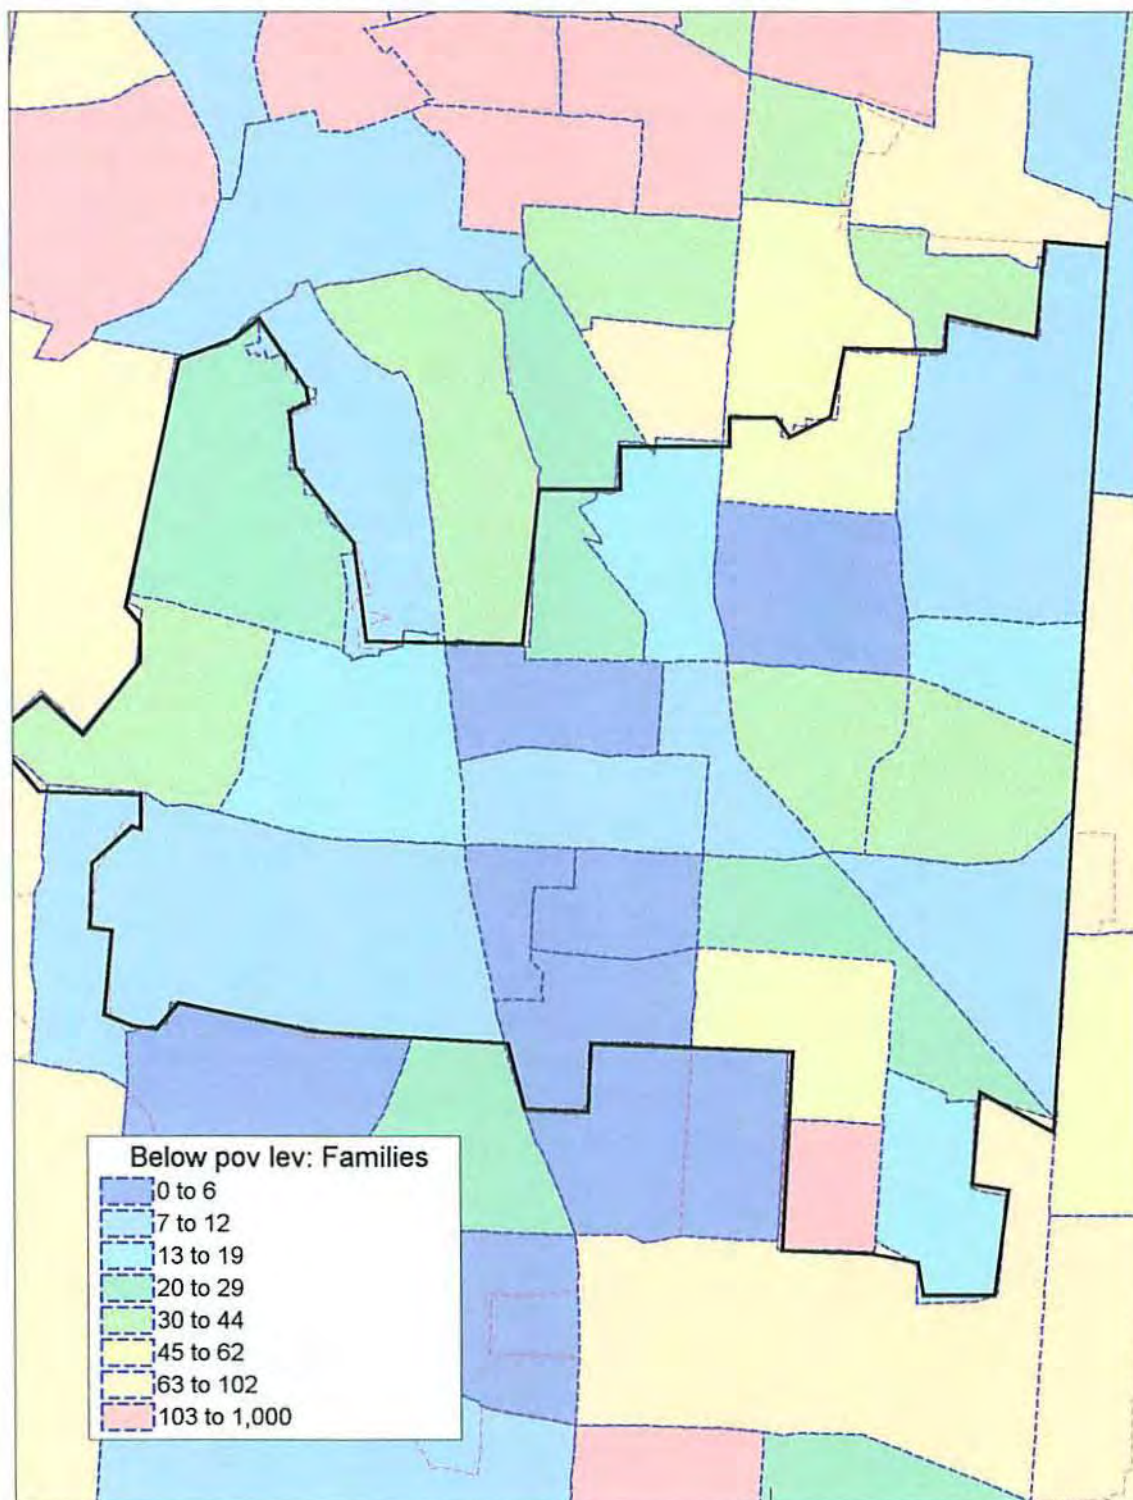 Below pov lev: Families
0 to 6
7 to 12
13 to 19
20 to 29
30 to 44
45 to 62
63 to 102
103 to 1,000